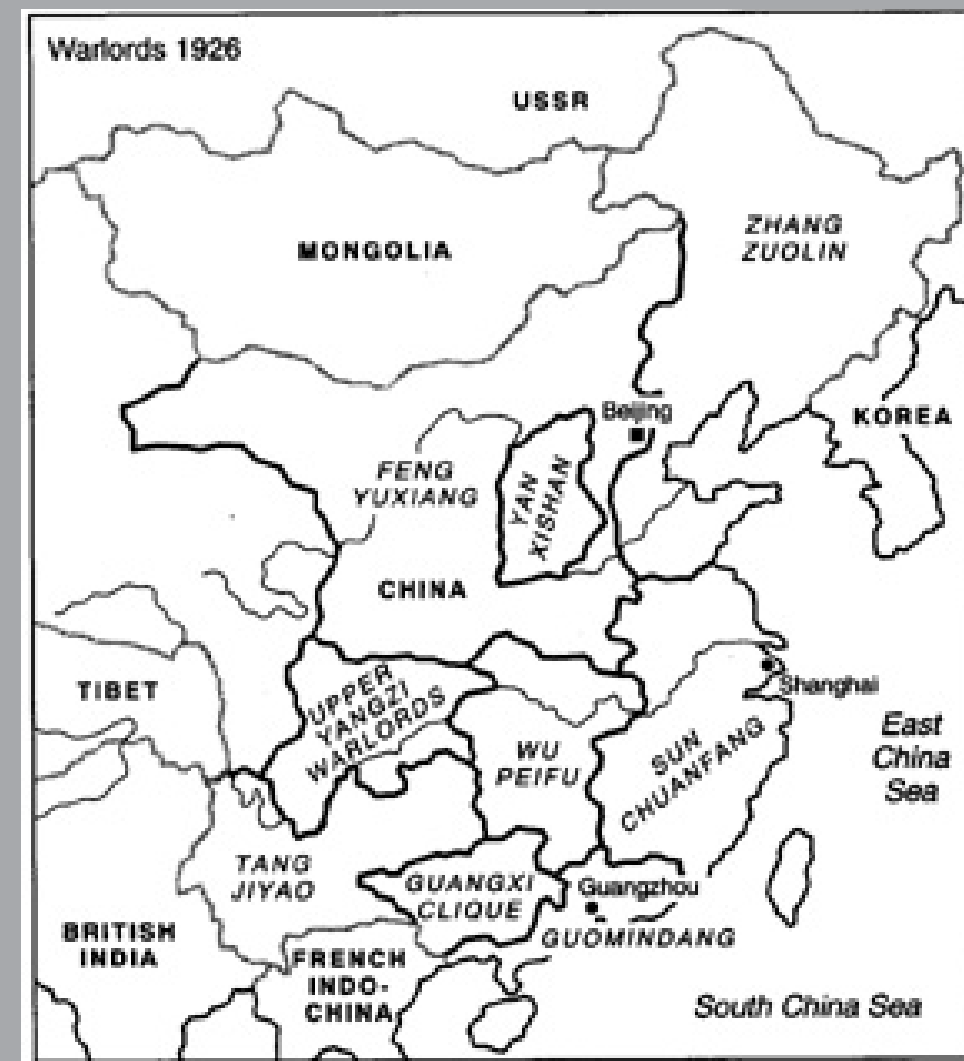 Warlords 1926
USSR
MONGOLIA
ZHANG
ZUOLIN
Beijing
KOREA
FENG
YUXIANG
YAN
XISHAN
CHINA
TIBET
UPPER
YANGZI
WARLORDS
Shanghai
WU
PEIFU
SUN
CHUANFANG
East
China
Sea
TANG
JIYAO
GUANGXI
CLIQUE
Guangzhou
GUOMINDANG
BRITISH
INDIA
FRENCH
INDO-
CHINA
South China Sea